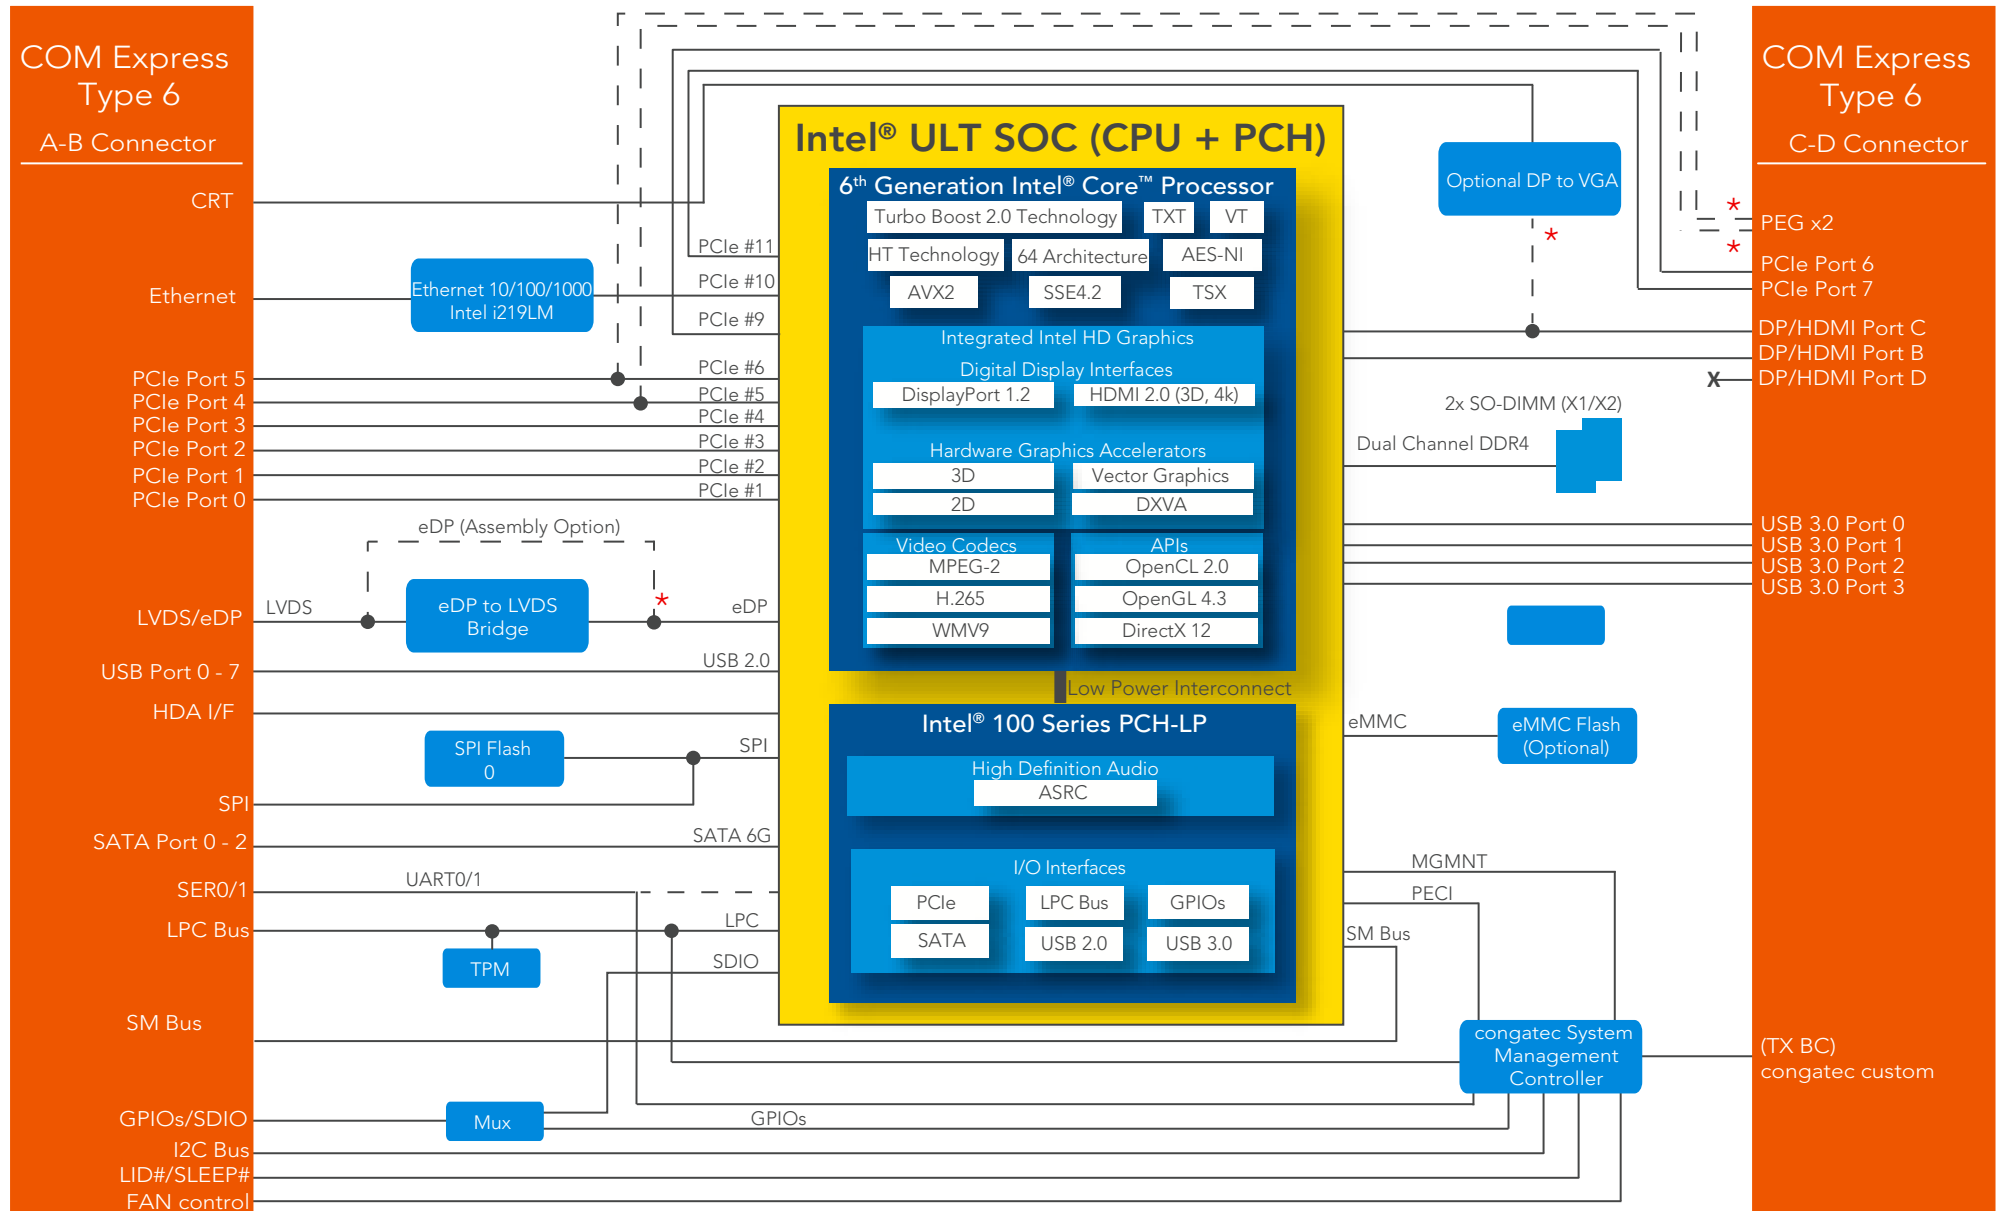 COM Express
Type 6
A-B Connector
CRT
Ethernet
PCIe Port 5
PCIe Port 4
PCIe Port 3
PCIe Port 2
PCIe Port 1
PCIe Port 0
LVDS/eDP
USB Port 0 - 7
HDA I/F
SPI
SATA Port 0 - 2
SER0/1
LPC Bus
SM Bus
GPIOs/SDIO
I2C Bus
LID#/SLEEP#
FAN control
Ethernet 10/100/1000
Intel i219LM
eDP (Assembly Option)
LVDS
eDP to LVDS
Bridge
*
eDP
USB 2.0
SPI Flash
0
SPI
SATA 6G
UART0/1
LPC
TPM
SDIO
Mux
GPIOs
PCIe #11
PCIe #10
PCIe #9
PCIe #6
PCIe #5
PCIe #4
PCIe #3
PCIe #2
PCIe #1
Intel® ULT SOC (CPU + PCH)
6th Generation Intel® Core™ Processor
Turbo Boost 2.0 Technology
TXT
VT
HT Technology
64 Architecture
AES-NI
AVX2
SSE4.2
TSX
Integrated Intel HD Graphics
Digital Display Interfaces
DisplayPort 1.2
HDMI 2.0 (3D, 4k)
Hardware Graphics Accelerators
3D
Vector Graphics
2D
DXVA
Video Codecs
MPEG-2
H.265
WMV9
APIs
OpenCL 2.0
OpenGL 4.3
DirectX 12
Low Power Interconnect
Intel® 100 Series PCH-LP
High Definition Audio
ASRC
I/O Interfaces
PCIe
LPC Bus
GPIOs
SATA
USB 2.0
USB 3.0
Optional DP to VGA
*
*
*
X
2x SO-DIMM (X1/X2)
Dual Channel DDR4
eMMC
eMMC Flash
(Optional)
MGMNT
PECI
SM Bus
congatec System
Management
Controller
COM Express
Type 6
C-D Connector
PEG x2
PCIe Port 6
PCIe Port 7
DP/HDMI Port C
DP/HDMI Port B
DP/HDMI Port D
USB 3.0 Port 0
USB 3.0 Port 1
USB 3.0 Port 2
USB 3.0 Port 3
(TX BC)
congatec custom